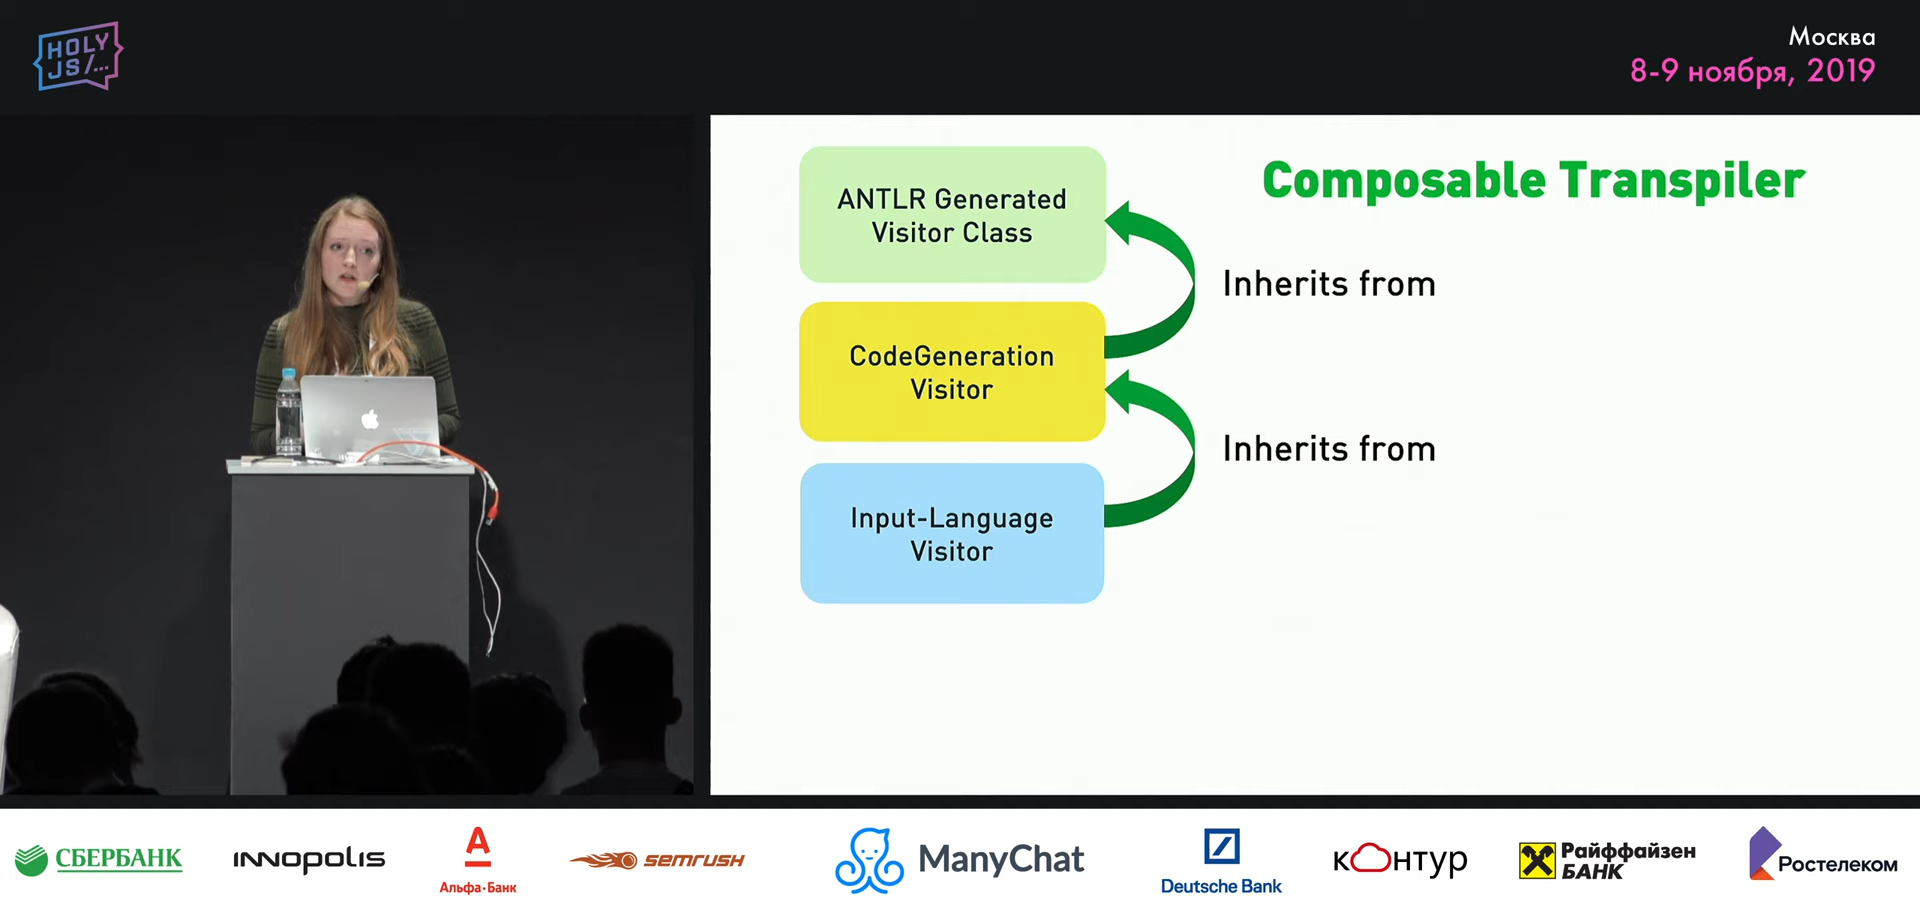 HOLY
JS/...
Москва
8-9 ноября, 2019
Composable Transpiler
ANTLR Generated
Visitor Class
Inherits from
CodeGeneration
Visitor
Inherits from
Input-Language
Visitor
СБЕРБАНК
INNOPOLIS
Альфа·Банк
semrush
ManyChat
Deutsche Bank
контур
Райффайзен
БАНК
Ростелеком